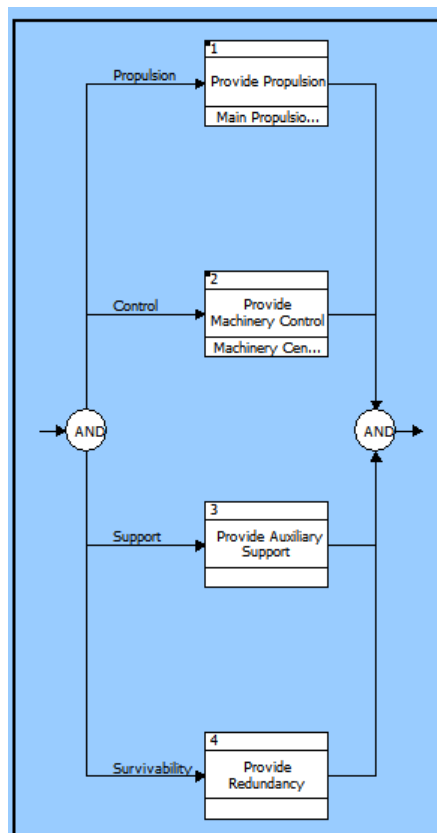 1
Propulsion
Provide Propulsion
Main Propulsio...
2
Control
Provide
Machinery Control
Machinery Cen...
AND
AND
3
Support
Provide Auxiliary
Support
4
Survivability
Provide
Redundancy